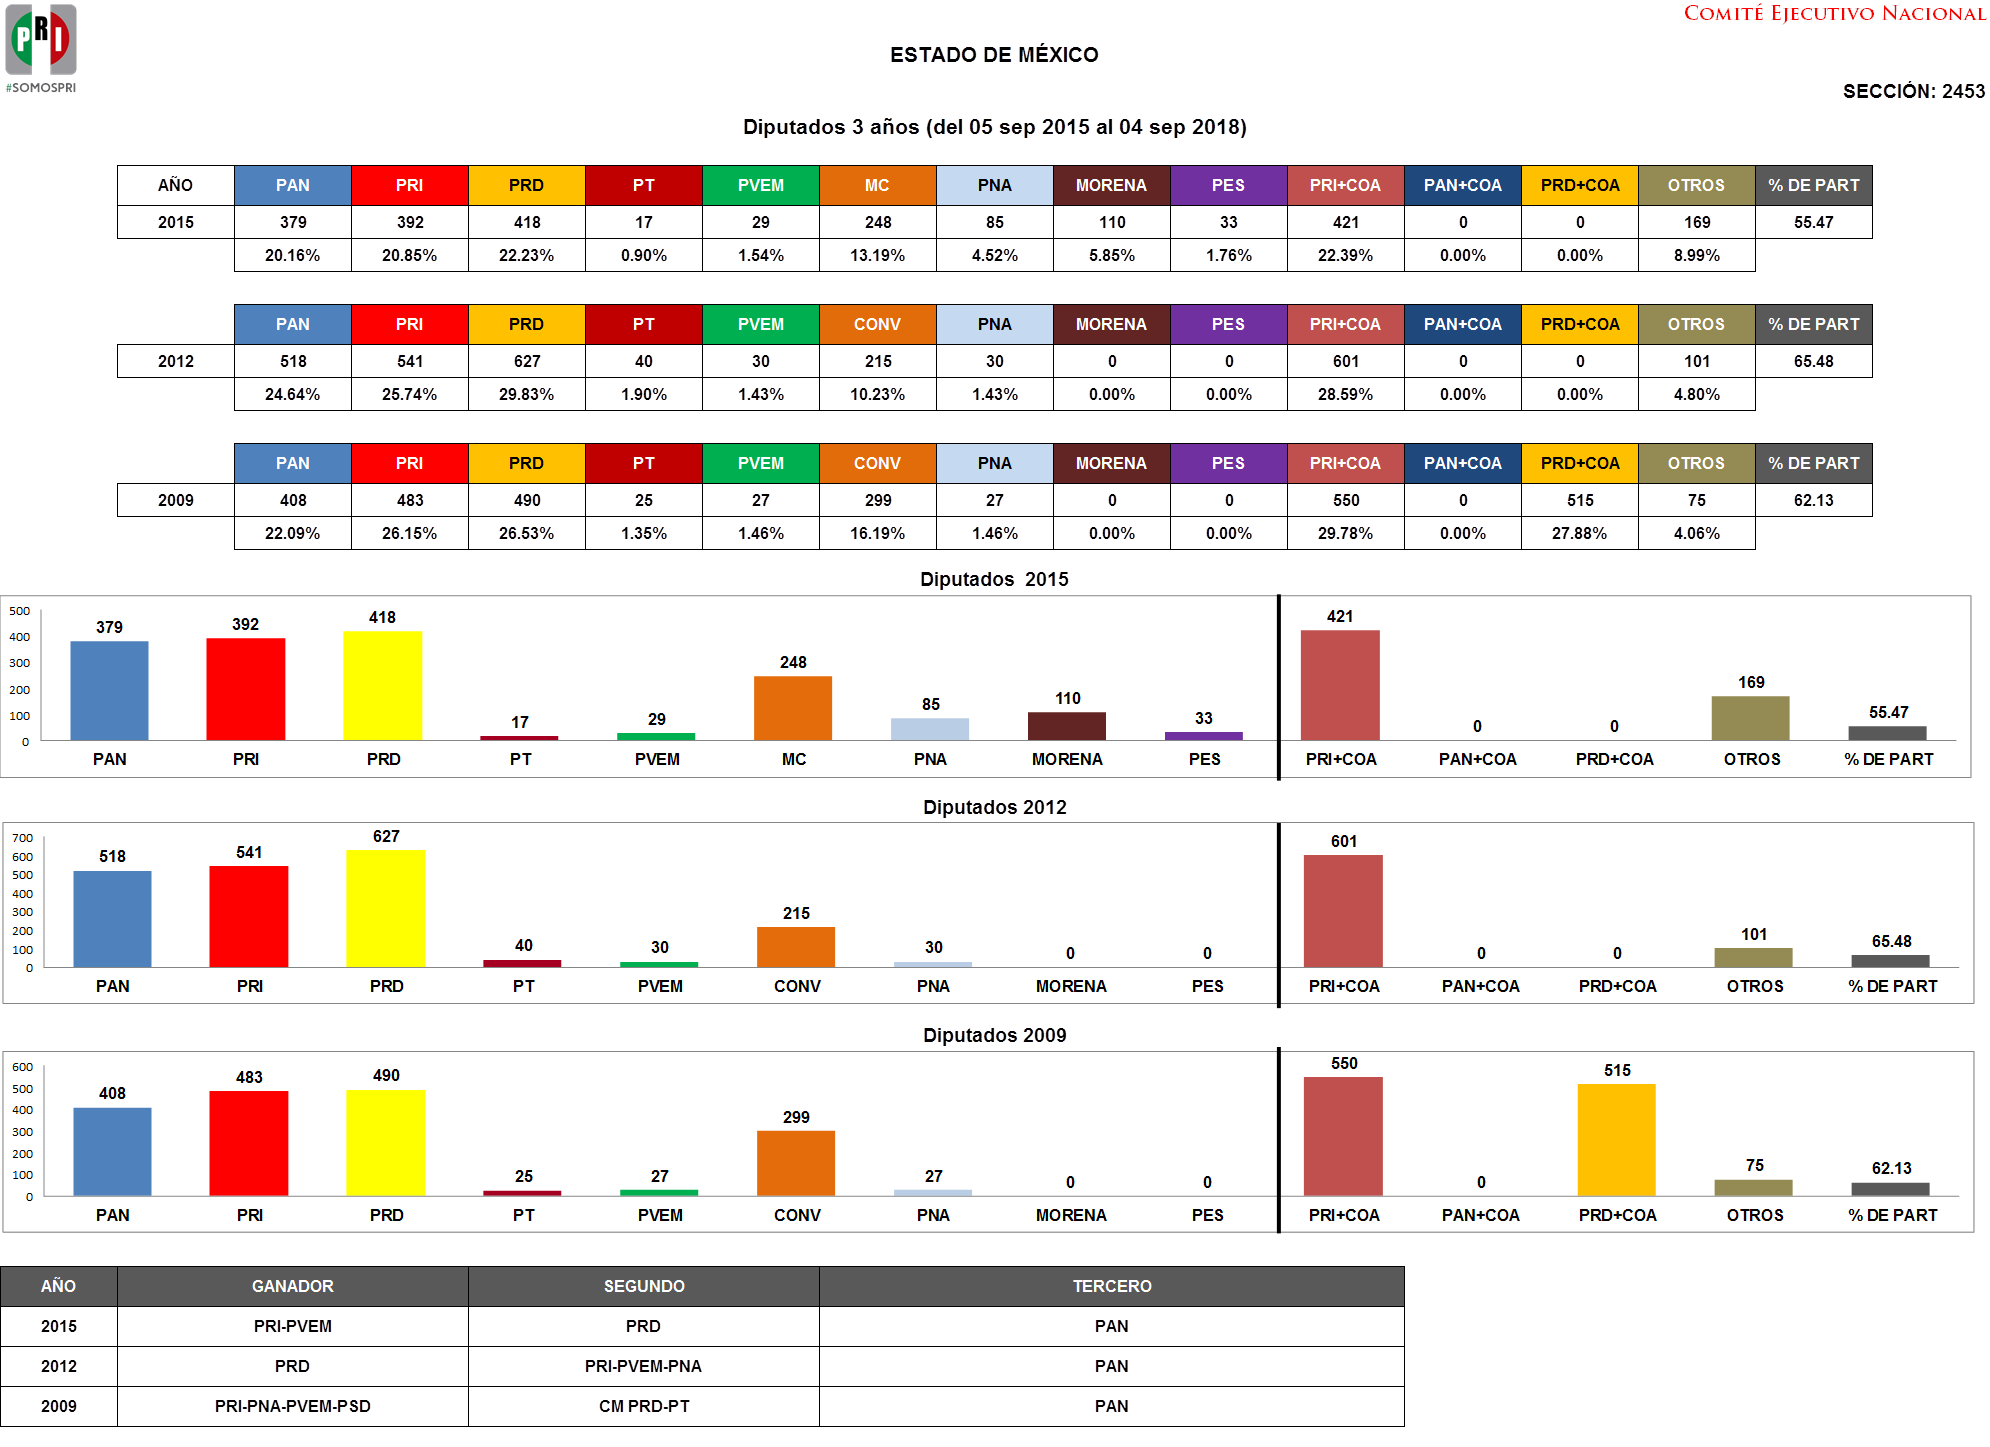 PRI
#SOMOSPRI
COMITÉ EJECUTIVO NACIONAL
ESTADO DE MÉXICO
SECCIÓN: 2453
Diputados 3 años (del 05 sep 2015 al 04 sep 2018)
AÑO PAN PRI PRD PT PVEM MC PNA MORENA PES PRI+COA PAN+COA PRD+COA OTROS % DE PART
2015 379 392 418 17 29 248 85 110 33 421 0 0 169 55.47
20.16% 20.85% 22.23% 0.90% 1.54% 13.19% 4.52% 5.85% 1.76% 22.39% 0.00% 0.00% 8.99%
PAN PRI PRD PT PVEM CONV PNA MORENA PES PRI+COA PAN+COA PRD+COA OTROS % DE PART
2012 518 541 627 40 30 215 30 0 0 601 0 0 101 65.48
24.64% 25.74% 29.83% 1.90% 1.43% 10.23% 1.43% 0.00% 0.00% 28.59% 0.00% 0.00% 4.80%
PAN PRI PRD PT PVEM CONV PNA MORENA PES PRI+COA PAN+COA PRD+COA OTROS % DE PART
2009 408 483 490 25 27 299 27 0 0 550 0 515 75 62.13
22.09% 26.15% 26.53% 1.35% 1.46% 16.19% 1.46% 0.00% 0.00% 29.78% 0.00% 27.88% 4.06%
Diputados 2015
500
400
300
200
100
0
379 392 418 17 29 248 85 110 33 421 0 0 169 55.47
PAN PRI PRD PT PVEM MC PNA MORENA PES PRI+COA PAN+COA PRD+COA OTROS % DE PART
Diputados 2012
700
600
500
400
300
200
100
0
518 541 627 40 30 215 30 0 0 601 0 0 101 65.48
PAN PRI PRD PT PVEM CONV PNA MORENA PES PRI+COA PAN+COA PRD+COA OTROS % DE PART
Diputados 2009
600
500
400
300
200
100
0
408 483 490 25 27 299 27 0 0 550 0 515 75 62.13
PAN PRI PRD PT PVEM CONV PNA MORENA PES PRI+COA PAN+COA PRD+COA OTROS % DE PART
AÑO GANADOR SEGUNDO TERCERO
2015 PRI-PVEM PRD PAN
2012 PRD PRI-PVEM-PNA PAN
2009 PRI-PNA-PVEM-PSD CM PRD-PT PAN